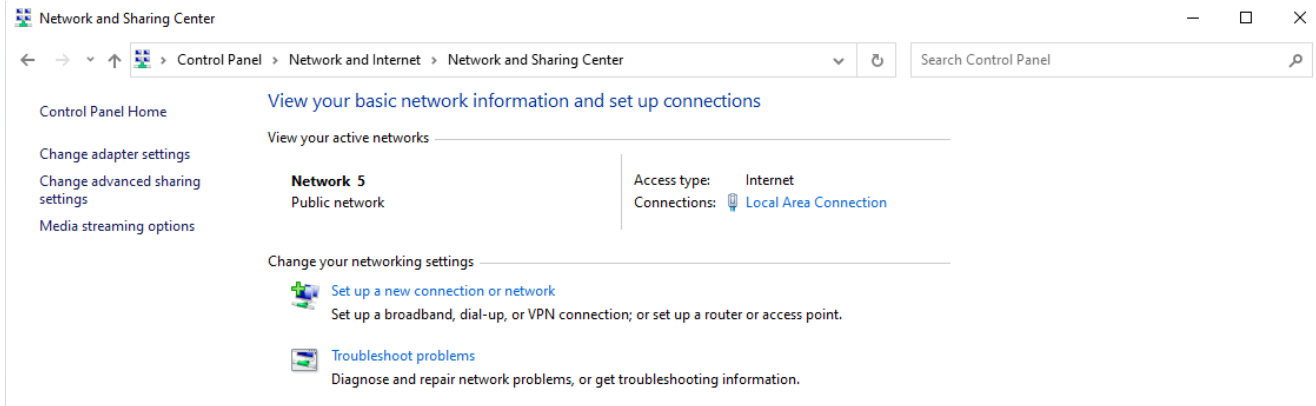 Network and Sharing Center
Control Panel > Network and Internet > Network and Sharing Center
Search Control Panel
Control Panel Home
Change adapter settings
Change advanced sharing
settings
Media streaming options
View your basic network information and set up connections
View your active networks
Network 5
Public network
Access type: Internet
Connections: Local Area Connection
Change your networking settings
Set up a new connection or network
Set up a broadband, dial-up, or VPN connection; or set up a router or access point.
Troubleshoot problems
Diagnose and repair network problems, or get troubleshooting information.